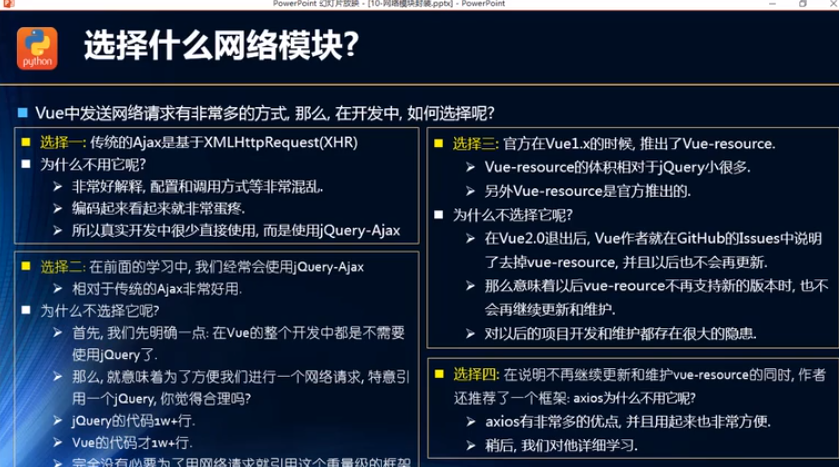 PowerPoint 幻灯片放映 - [10-网络模块封装.pptx] - PowerPoint
python
选择什么网络模块?
Vue中发送网络请求有非常多的方式, 那么, 在开发中, 如何选择呢?
选择一: 传统的Ajax是基于XMLHttpRequest(XHR)
为什么不用它呢?
非常好解释, 配置和调用方式等非常混乱.
编码起来看起来就非常蛋疼.
所以真实开发中很少直接使用, 而是使用jQuery-Ajax
选择二: 在前面的学习中, 我们经常会使用jQuery-Ajax
相对于传统的Ajax非常好用.
为什么不选择它呢?
首先, 我们先明确一点: 在Vue的整个开发中都是不需要
使用jQuery了.
那么, 就意味着为了方便我们进行一个网络请求, 特意引
用一个jQuery, 你觉得合理吗?
jQuery的代码1w+行.
Vue的代码才1w+行.
完全没有必要为了用网络请求就引用这个重量级的框架
选择三: 官方在Vue1.x的时候, 推出了Vue-resource.
Vue-resource的体积相对于jQuery小很多.
另外Vue-resource是官方推出的.
为什么不选择它呢?
在Vue2.0退出后, Vue作者就在GitHub的Issues中说明
了去掉vue-resource, 并且以后也不会再更新.
那么意味着以后vue-reource不再支持新的版本时, 也不
会再继续更新和维护.
对以后的项目开发和维护都存在很大的隐患.
选择四: 在说明不再继续更新和维护vue-resource的同时, 作者
还推荐了一个框架: axios为什么不用它呢?
axios有非常多的优点, 并且用起来也非常方便.
稍后, 我们对他详细学习.